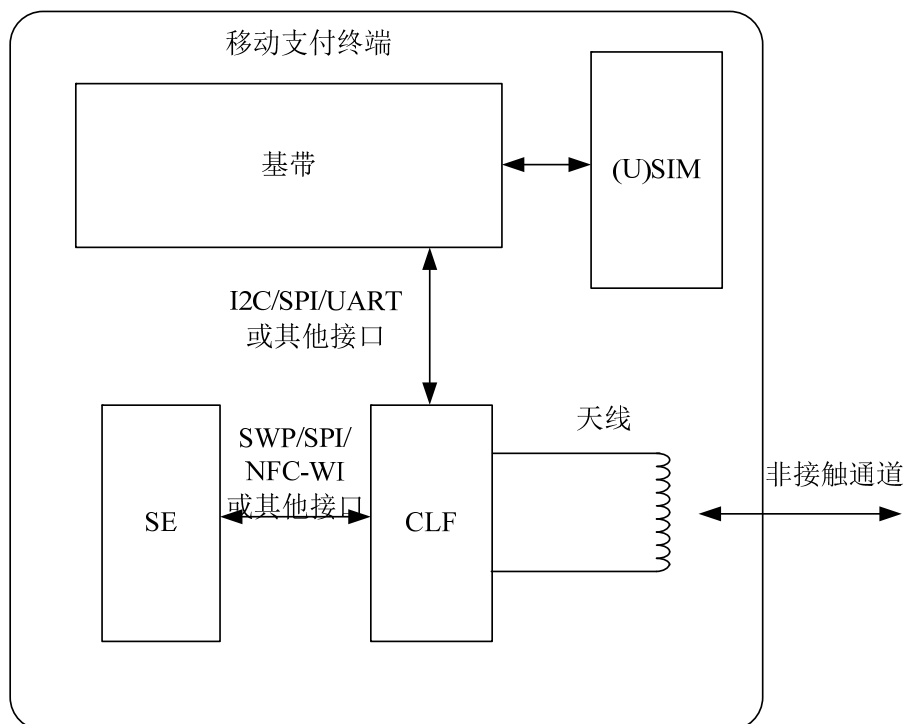 移动支付终端
基带
(U)SIM
I2C/SPI/UART
或其他接口
天线
SWP/SPI/
NFC-WI
或其他接口
非接触通道
SE
CLF